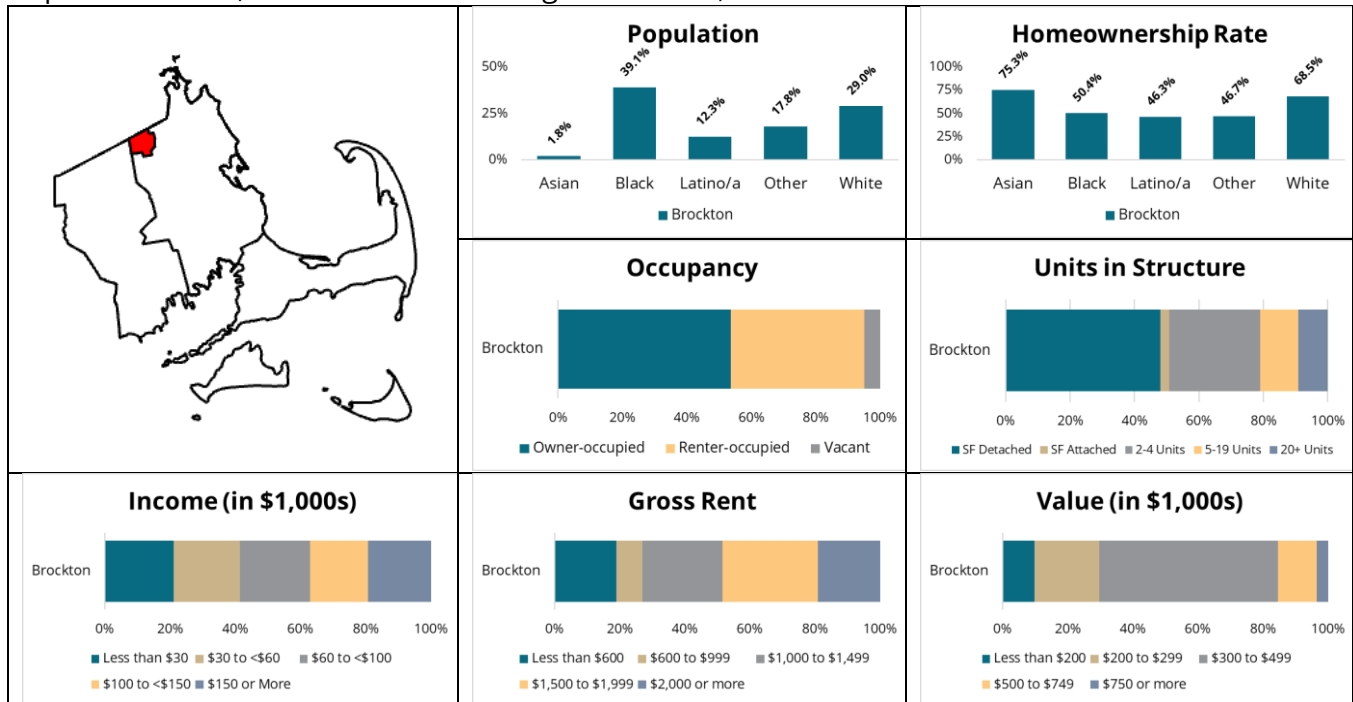 Population
50%
25%
0%
1.8%
39.1%
12.3%
17.8%
29.0%
Asian Black Latino/a Other White
Brockton
Homeownership Rate
100%
75%
50%
25%
0%
75.3%
50.4%
46.3%
46.7%
68.5%
Asian Black Latino/a Other White
Brockton
Occupancy
Brockton
0% 20% 40% 60% 80% 100%
Owner-occupied Renter-occupied Vacant
Units in Structure
Brockton
0% 20% 40% 60% 80% 100%
SF Detached SF Attached 2-4 Units 5-19 Units 20+ Units
Income (in $1,000s)
Brockton
0% 20% 40% 60% 80% 100%
Less than $30 $30 to <$60 $60 to <$100
$100 to <$150 $150 or More
Gross Rent
Brockton
0% 20% 40% 60% 80% 100%
Less than $600 $600 to $999 $1,000 to $1,499
$1,500 to $1,999 $2,000 or more
Value (in $1,000s)
Brockton
0% 20% 40% 60% 80% 100%
Less than $200 $200 to $299 $300 to $499
$500 to $749 $750 or more